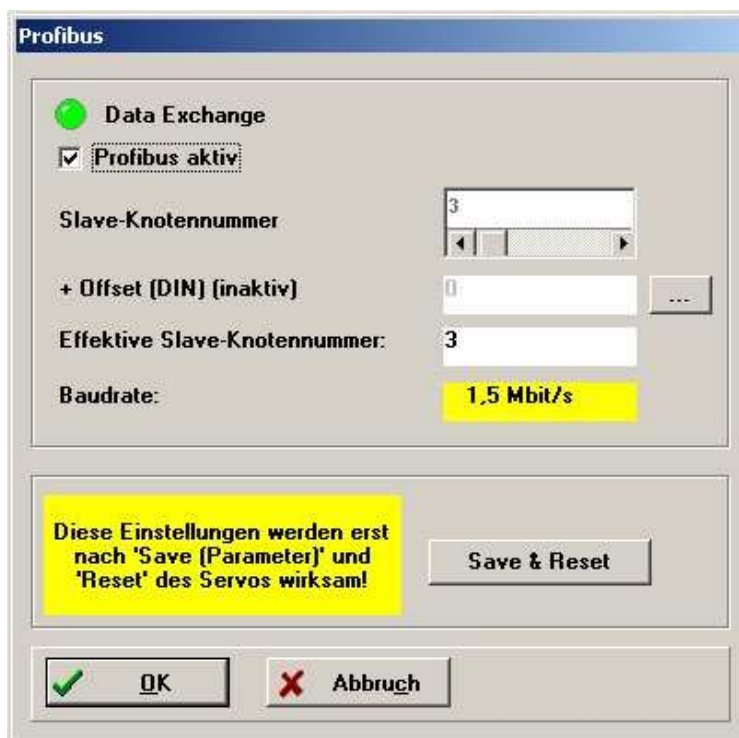 Profibus
Data Exchange
Profibus aktiv
Slave-Knotennummer
3
+ Offset (DIN) (inaktiv)
0
...
Effektive Slave-Knotennummer:
3
Baudrate:
1,5 Mbit/s
Diese Einstellungen werden erst
nach 'Save (Parameter)' und
'Reset' des Servos wirksam!
Save & Reset
OK
Abbruch